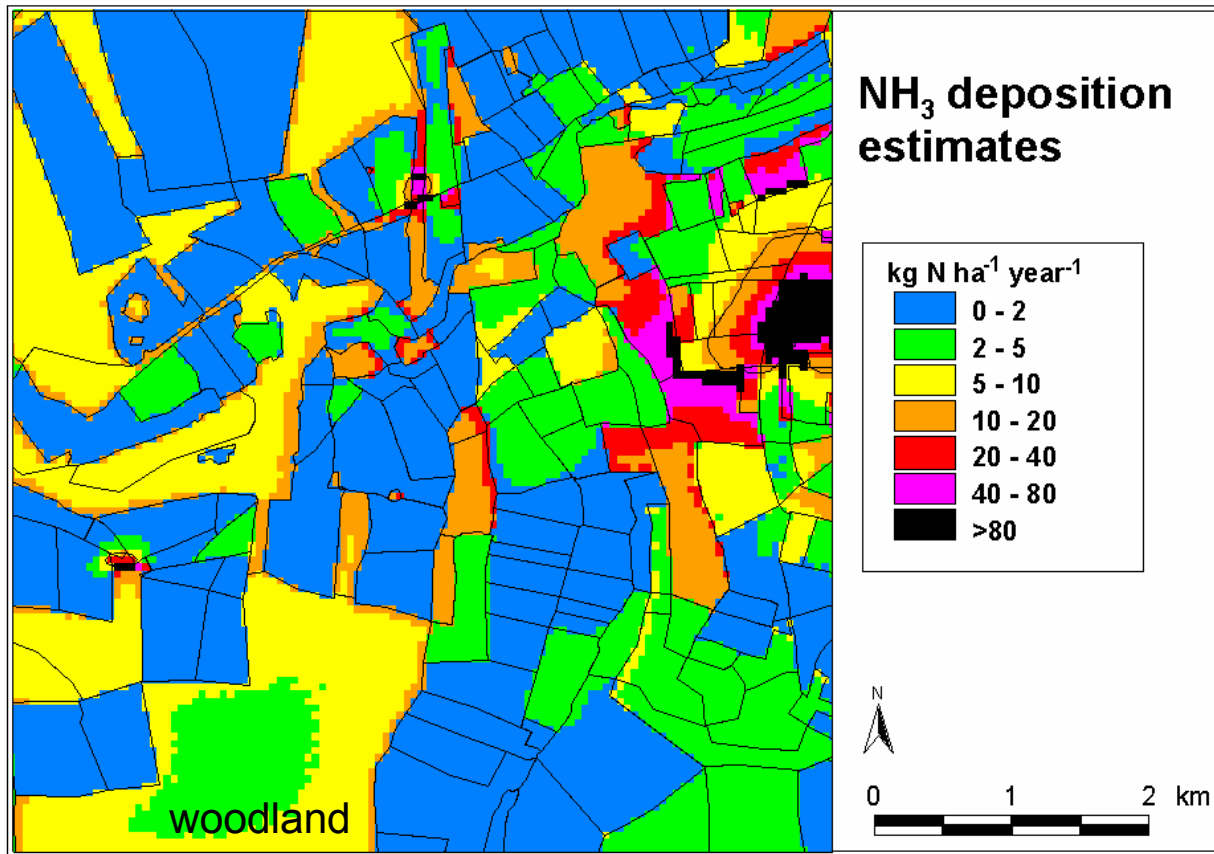 NH₃ deposition
estimates
kg N ha⁻¹ year⁻¹
0 - 2
2 - 5
5 - 10
10 - 20
20 - 40
40 - 80
>80
N
0 1 2 km
woodland